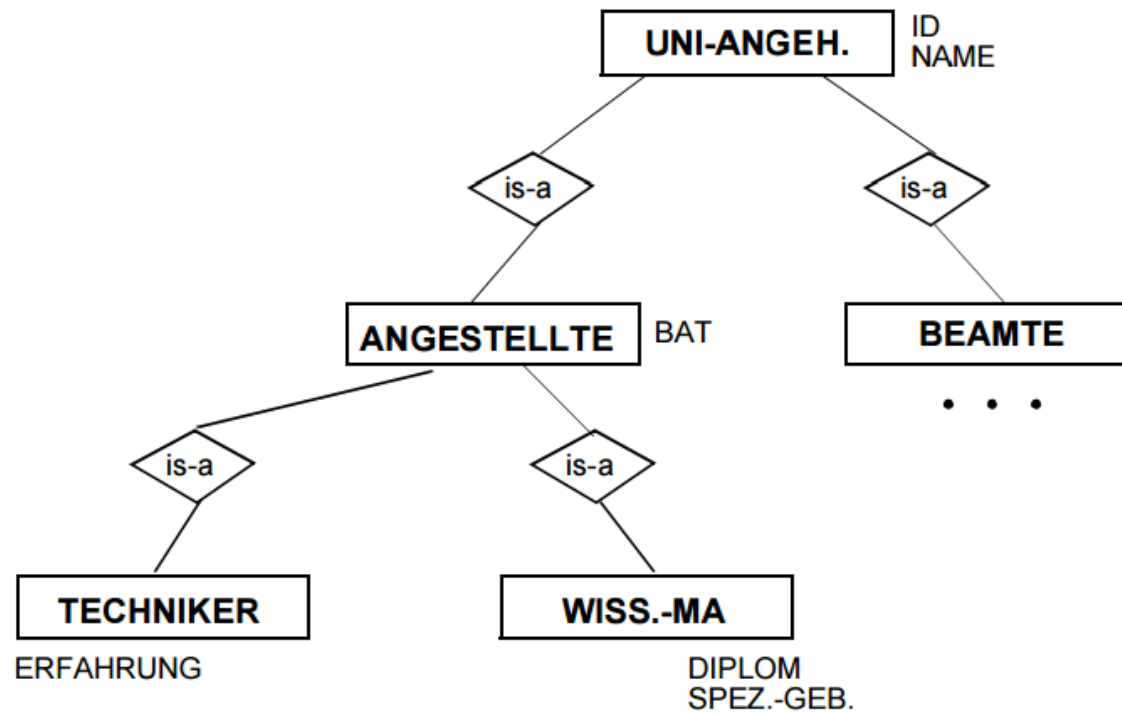 UNI-ANGEH.
ID
NAME
is-a
is-a
ANGESTELLTE
BAT
BEAMTE
• • •
is-a
is-a
TECHNIKER
WISS.-MA
ERFAHRUNG
DIPLOM
SPEZ.-GEB.